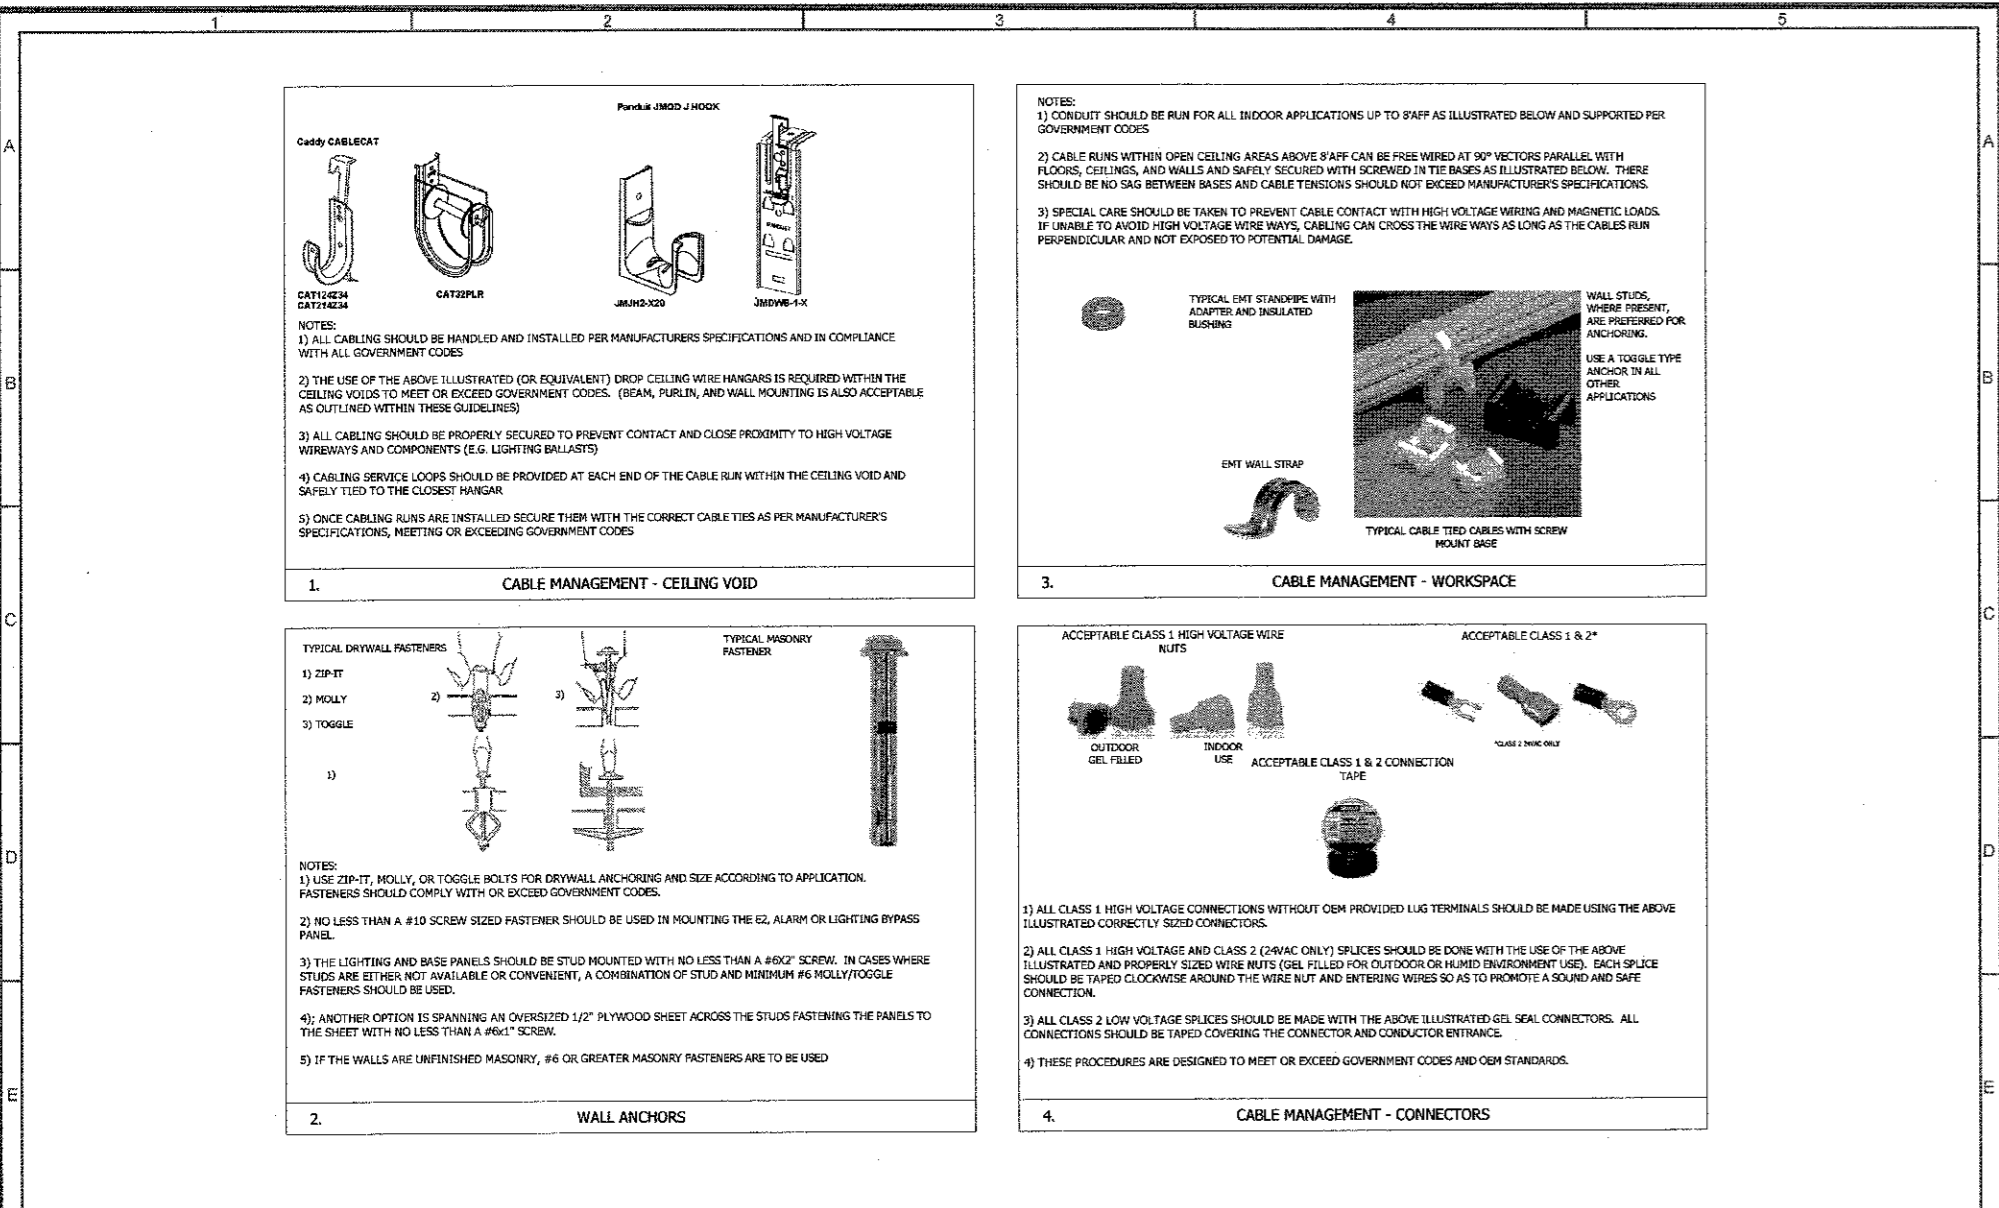 1 2 3 4 5
A A
B B
C C
D D
E E
Caddy CABLECAT
Panduit JMOD J HOOK
CAT124Z34
CAT214Z34
CAT32PLR
JMJH2-X20
JMDWB-1-X
NOTES:
1) ALL CABLING SHOULD BE HANDLED AND INSTALLED PER MANUFACTURERS SPECIFICATIONS AND IN COMPLIANCE
WITH ALL GOVERNMENT CODES
2) THE USE OF THE ABOVE ILLUSTRATED (OR EQUIVALENT) DROP CEILING WIRE HANGARS IS REQUIRED WITHIN THE
CEILING VOIDS TO MEET OR EXCEED GOVERNMENT CODES. (BEAM, PURLIN, AND WALL MOUNTING IS ALSO ACCEPTABLE
AS OUTLINED WITHIN THESE GUIDELINES)
3) ALL CABLING SHOULD BE PROPERLY SECURED TO PREVENT CONTACT AND CLOSE PROXIMITY TO HIGH VOLTAGE
WIREWAYS AND COMPONENTS (E.G. LIGHTING BALLASTS)
4) CABLING SERVICE LOOPS SHOULD BE PROVIDED AT EACH END OF THE CABLE RUN WITHIN THE CEILING VOID AND
SAFELY TIED TO THE CLOSEST HANGAR
5) ONCE CABLING RUNS ARE INSTALLED SECURE THEM WITH THE CORRECT CABLE TIES AS PER MANUFACTURER'S
SPECIFICATIONS, MEETING OR EXCEEDING GOVERNMENT CODES
1. CABLE MANAGEMENT - CEILING VOID
TYPICAL DRYWALL FASTENERS
1) ZIP-IT
2) MOLLY
3) TOGGLE
2)
3)
1)
TYPICAL MASONRY
FASTENER
NOTES:
1) USE ZIP-IT, MOLLY, OR TOGGLE BOLTS FOR DRYWALL ANCHORING AND SIZE ACCORDING TO APPLICATION.
FASTENERS SHOULD COMPLY WITH OR EXCEED GOVERNMENT CODES.
2) NO LESS THAN A #10 SCREW SIZED FASTENER SHOULD BE USED IN MOUNTING THE E2, ALARM OR LIGHTING BYPASS
PANEL.
3) THE LIGHTING AND BASE PANELS SHOULD BE STUD MOUNTED WITH NO LESS THAN A #6X2" SCREW. IN CASES WHERE
STUDS ARE EITHER NOT AVAILABLE OR CONVENIENT, A COMBINATION OF STUD AND MINIMUM #6 MOLLY/TOGGLE
FASTENERS SHOULD BE USED.
4); ANOTHER OPTION IS SPANNING AN OVERSIZED 1/2" PLYWOOD SHEET ACROSS THE STUDS FASTENING THE PANELS TO
THE SHEET WITH NO LESS THAN A #6x1" SCREW.
5) IF THE WALLS ARE UNFINISHED MASONRY, #6 OR GREATER MASONRY FASTENERS ARE TO BE USED
2. WALL ANCHORS
NOTES:
1) CONDUIT SHOULD BE RUN FOR ALL INDOOR APPLICATIONS UP TO 8'AFF AS ILLUSTRATED BELOW AND SUPPORTED PER
GOVERNMENT CODES
2) CABLE RUNS WITHIN OPEN CEILING AREAS ABOVE 8'AFF CAN BE FREE WIRED AT 90° VECTORS PARALLEL WITH
FLOORS, CEILINGS, AND WALLS AND SAFELY SECURED WITH SCREWED IN TIE BASES AS ILLUSTRATED BELOW. THERE
SHOULD BE NO SAG BETWEEN BASES AND CABLE TENSIONS SHOULD NOT EXCEED MANUFACTURER'S SPECIFICATIONS.
3) SPECIAL CARE SHOULD BE TAKEN TO PREVENT CABLE CONTACT WITH HIGH VOLTAGE WIRING AND MAGNETIC LOADS.
IF UNABLE TO AVOID HIGH VOLTAGE WIRE WAYS, CABLING CAN CROSS THE WIRE WAYS AS LONG AS THE CABLES RUN
PERPENDICULAR AND NOT EXPOSED TO POTENTIAL DAMAGE.
TYPICAL EMT STANDPIPE WITH
ADAPTER AND INSULATED
BUSHING
WALL STUDS,
WHERE PRESENT,
ARE PREFERRED FOR
ANCHORING.
USE A TOGGLE TYPE
ANCHOR IN ALL
OTHER
APPLICATIONS
EMT WALL STRAP
TYPICAL CABLE TIED CABLES WITH SCREW
MOUNT BASE
3. CABLE MANAGEMENT - WORKSPACE
ACCEPTABLE CLASS 1 HIGH VOLTAGE WIRE
NUTS
ACCEPTABLE CLASS 1 & 2*
OUTDOOR
GEL FILLED
INDOOR
USE
*CLASS 2 24VAC ONLY
ACCEPTABLE CLASS 1 & 2 CONNECTION
TAPE
1) ALL CLASS 1 HIGH VOLTAGE CONNECTIONS WITHOUT OEM PROVIDED LUG TERMINALS SHOULD BE MADE USING THE ABOVE
ILLUSTRATED CORRECTLY SIZED CONNECTORS.
2) ALL CLASS 1 HIGH VOLTAGE AND CLASS 2 (24VAC ONLY) SPLICES SHOULD BE DONE WITH THE USE OF THE ABOVE
ILLUSTRATED AND PROPERLY SIZED WIRE NUTS (GEL FILLED FOR OUTDOOR OR HUMID ENVIRONMENT USE). EACH SPLICE
SHOULD BE TAPED CLOCKWISE AROUND THE WIRE NUT AND ENTERING WIRES SO AS TO PROMOTE A SOUND AND SAFE
CONNECTION.
3) ALL CLASS 2 LOW VOLTAGE SPLICES SHOULD BE MADE WITH THE ABOVE ILLUSTRATED GEL SEAL CONNECTORS. ALL
CONNECTIONS SHOULD BE TAPED COVERING THE CONNECTOR AND CONDUCTOR ENTRANCE.
4) THESE PROCEDURES ARE DESIGNED TO MEET OR EXCEED GOVERNMENT CODES AND OEM STANDARDS.
4. CABLE MANAGEMENT - CONNECTORS